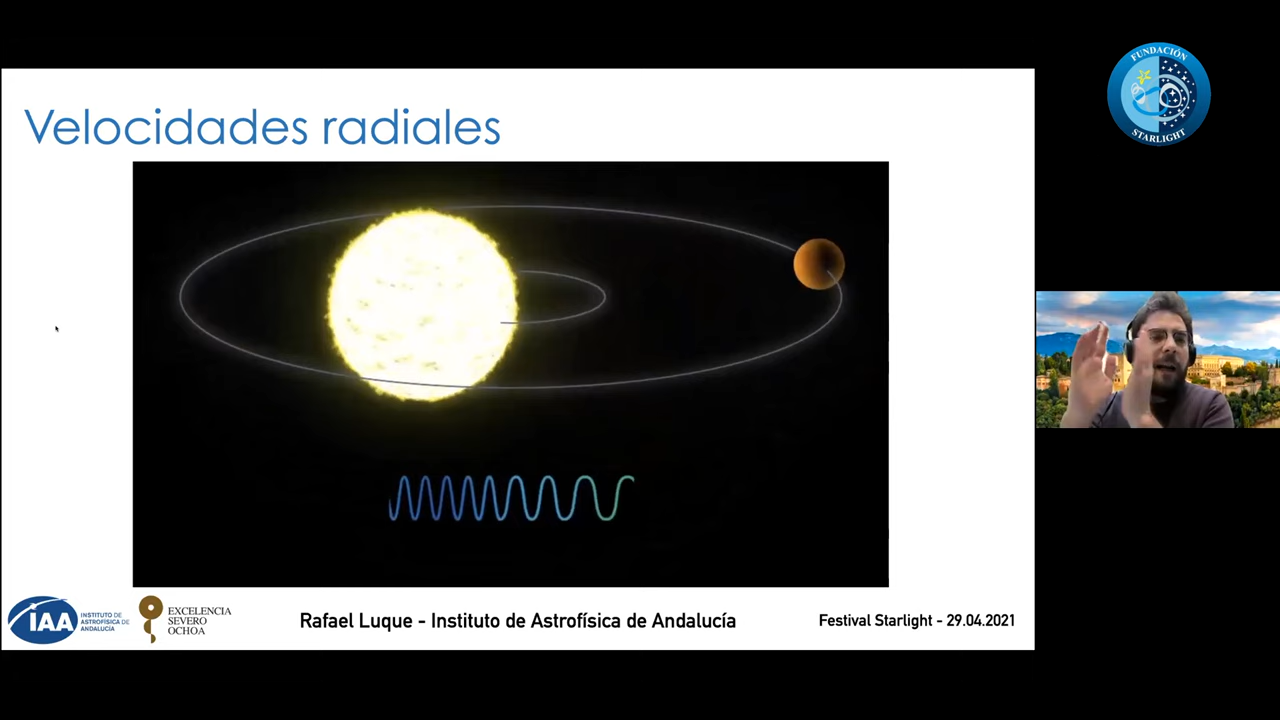 FUNDACIÓN
STARLIGHT
Velocidades radiales
IAA
INSTITUTO DE
ASTROFÍSICA DE
ANDALUCÍA
EXCELENCIA
SEVERO
OCHOA
Rafael Luque - Instituto de Astrofísica de Andalucía
Festival Starlight - 29.04.2021